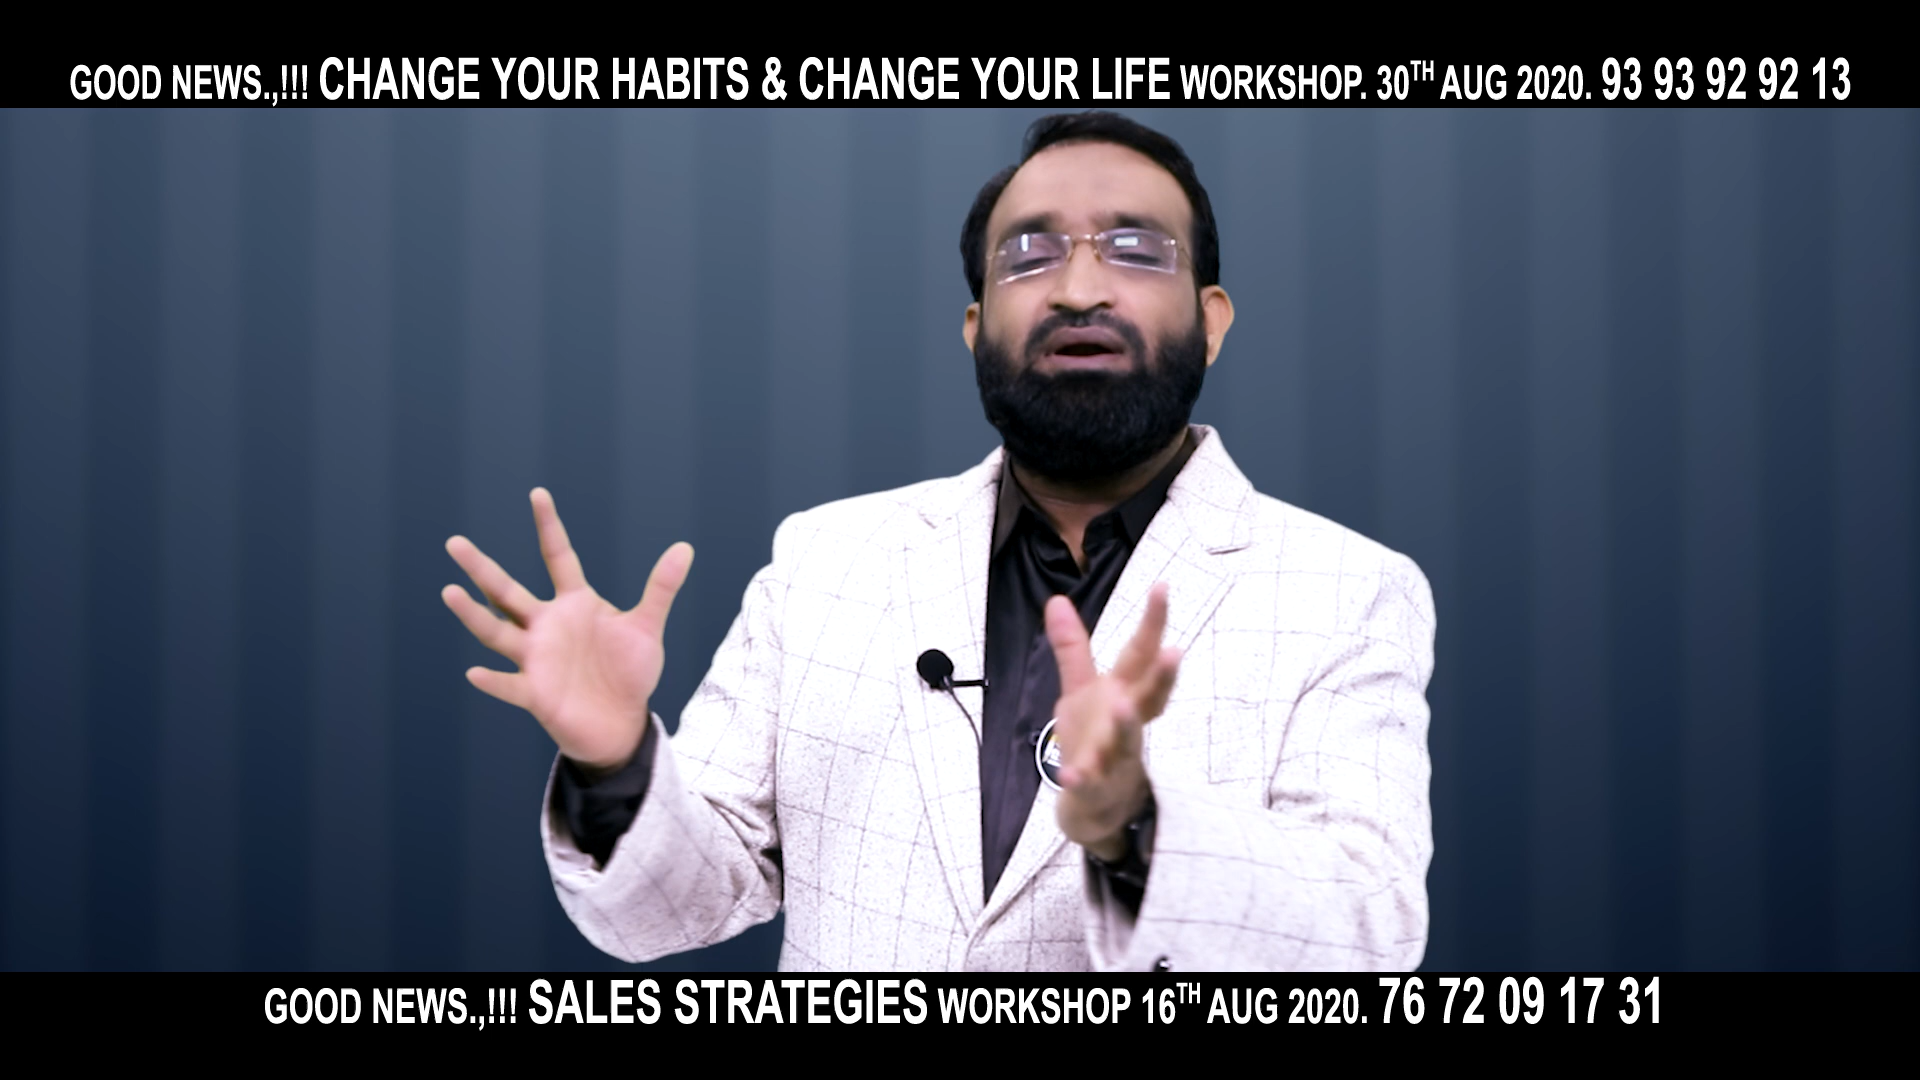 GOOD NEWS.,!!! CHANGE YOUR HABITS & CHANGE YOUR LIFE WORKSHOP. 30TH AUG 2020. 93 93 92 92 13
GOOD NEWS.,!!! SALES STRATEGIES WORKSHOP 16TH AUG 2020. 76 72 09 17 31